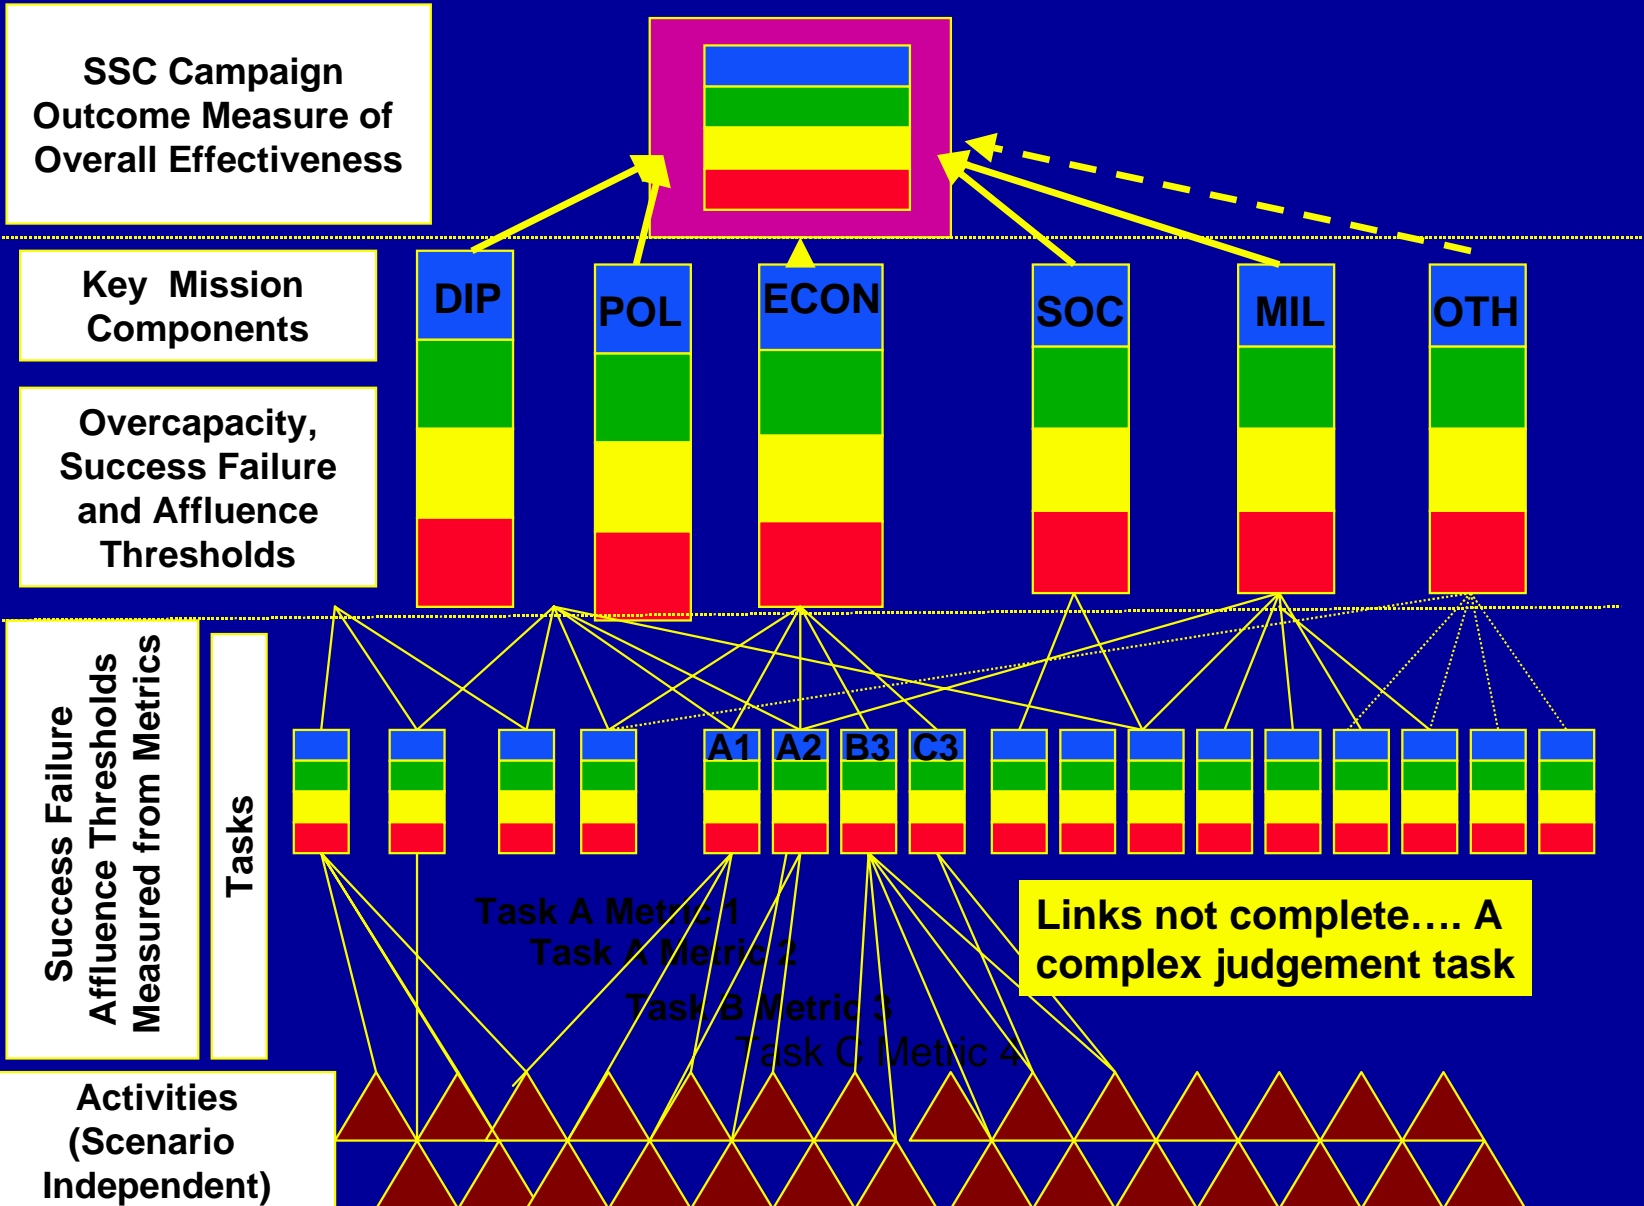 SSC Campaign
Outcome Measure of
Overall Effectiveness
Key Mission
Components
DIP
POL
ECON
SOC
MIL
OTH
Overcapacity,
Success Failure
and Affluence
Thresholds
Success Failure
Affluence Thresholds
Measured from Metrics
Tasks
A1
A2
B3
C3
Task A Metric 1
Task A Metric 2
Task B Metric 3
Task C Metric 4
Links not complete.... A
complex judgement task
Activities
(Scenario
Independent)